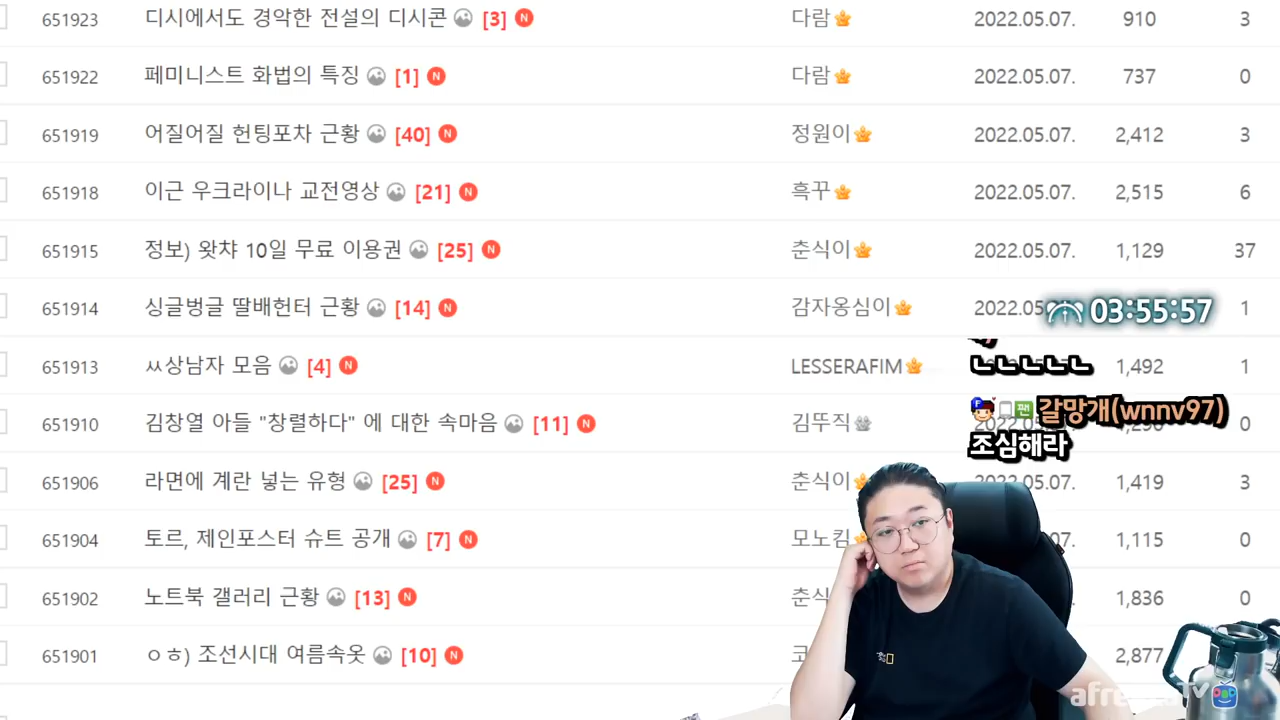 651923 디시에서도 경악한 전설의 디시콘 [3] N 다람 2022.05.07. 910 3
651922 페미니스트 화법의 특징 [1] N 다람 2022.05.07. 737 0
651919 어질어질 헌팅포차 근황 [40] N 정원이 2022.05.07. 2,412 3
651918 이근 우크라이나 교전영상 [21] N 흑꾸 2022.05.07. 2,515 6
651915 정보) 왓챠 10일 무료 이용권 [25] N 춘식이 2022.05.07. 1,129 37
651914 싱글벙글 딸배헌터 근황 [14] N 감자옹심이 2022.05 1
03:55:57
651913 ㅆ상남자 모음 [4] N LESSERAFIM 1,492 1
ㄴㄴㄴㄴㄴ
651910 김창열 아들 "창렬하다" 에 대한 속마음 [11] N 김뚜직 0
F 팬 갈망개(wnnv97)
조심해라
651906 라면에 계란 넣는 유형 [25] N 춘식이 2022.05.07. 1,419 3
651904 토르, 제인포스터 슈트 공개 [7] N 모노컴 07. 1,115 0
651902 노트북 갤러리 근황 [13] N 춘식 1,836 0
651901 ㅇㅎ) 조선시대 여름속옷 [10] N 코 2,877
afreecaTV